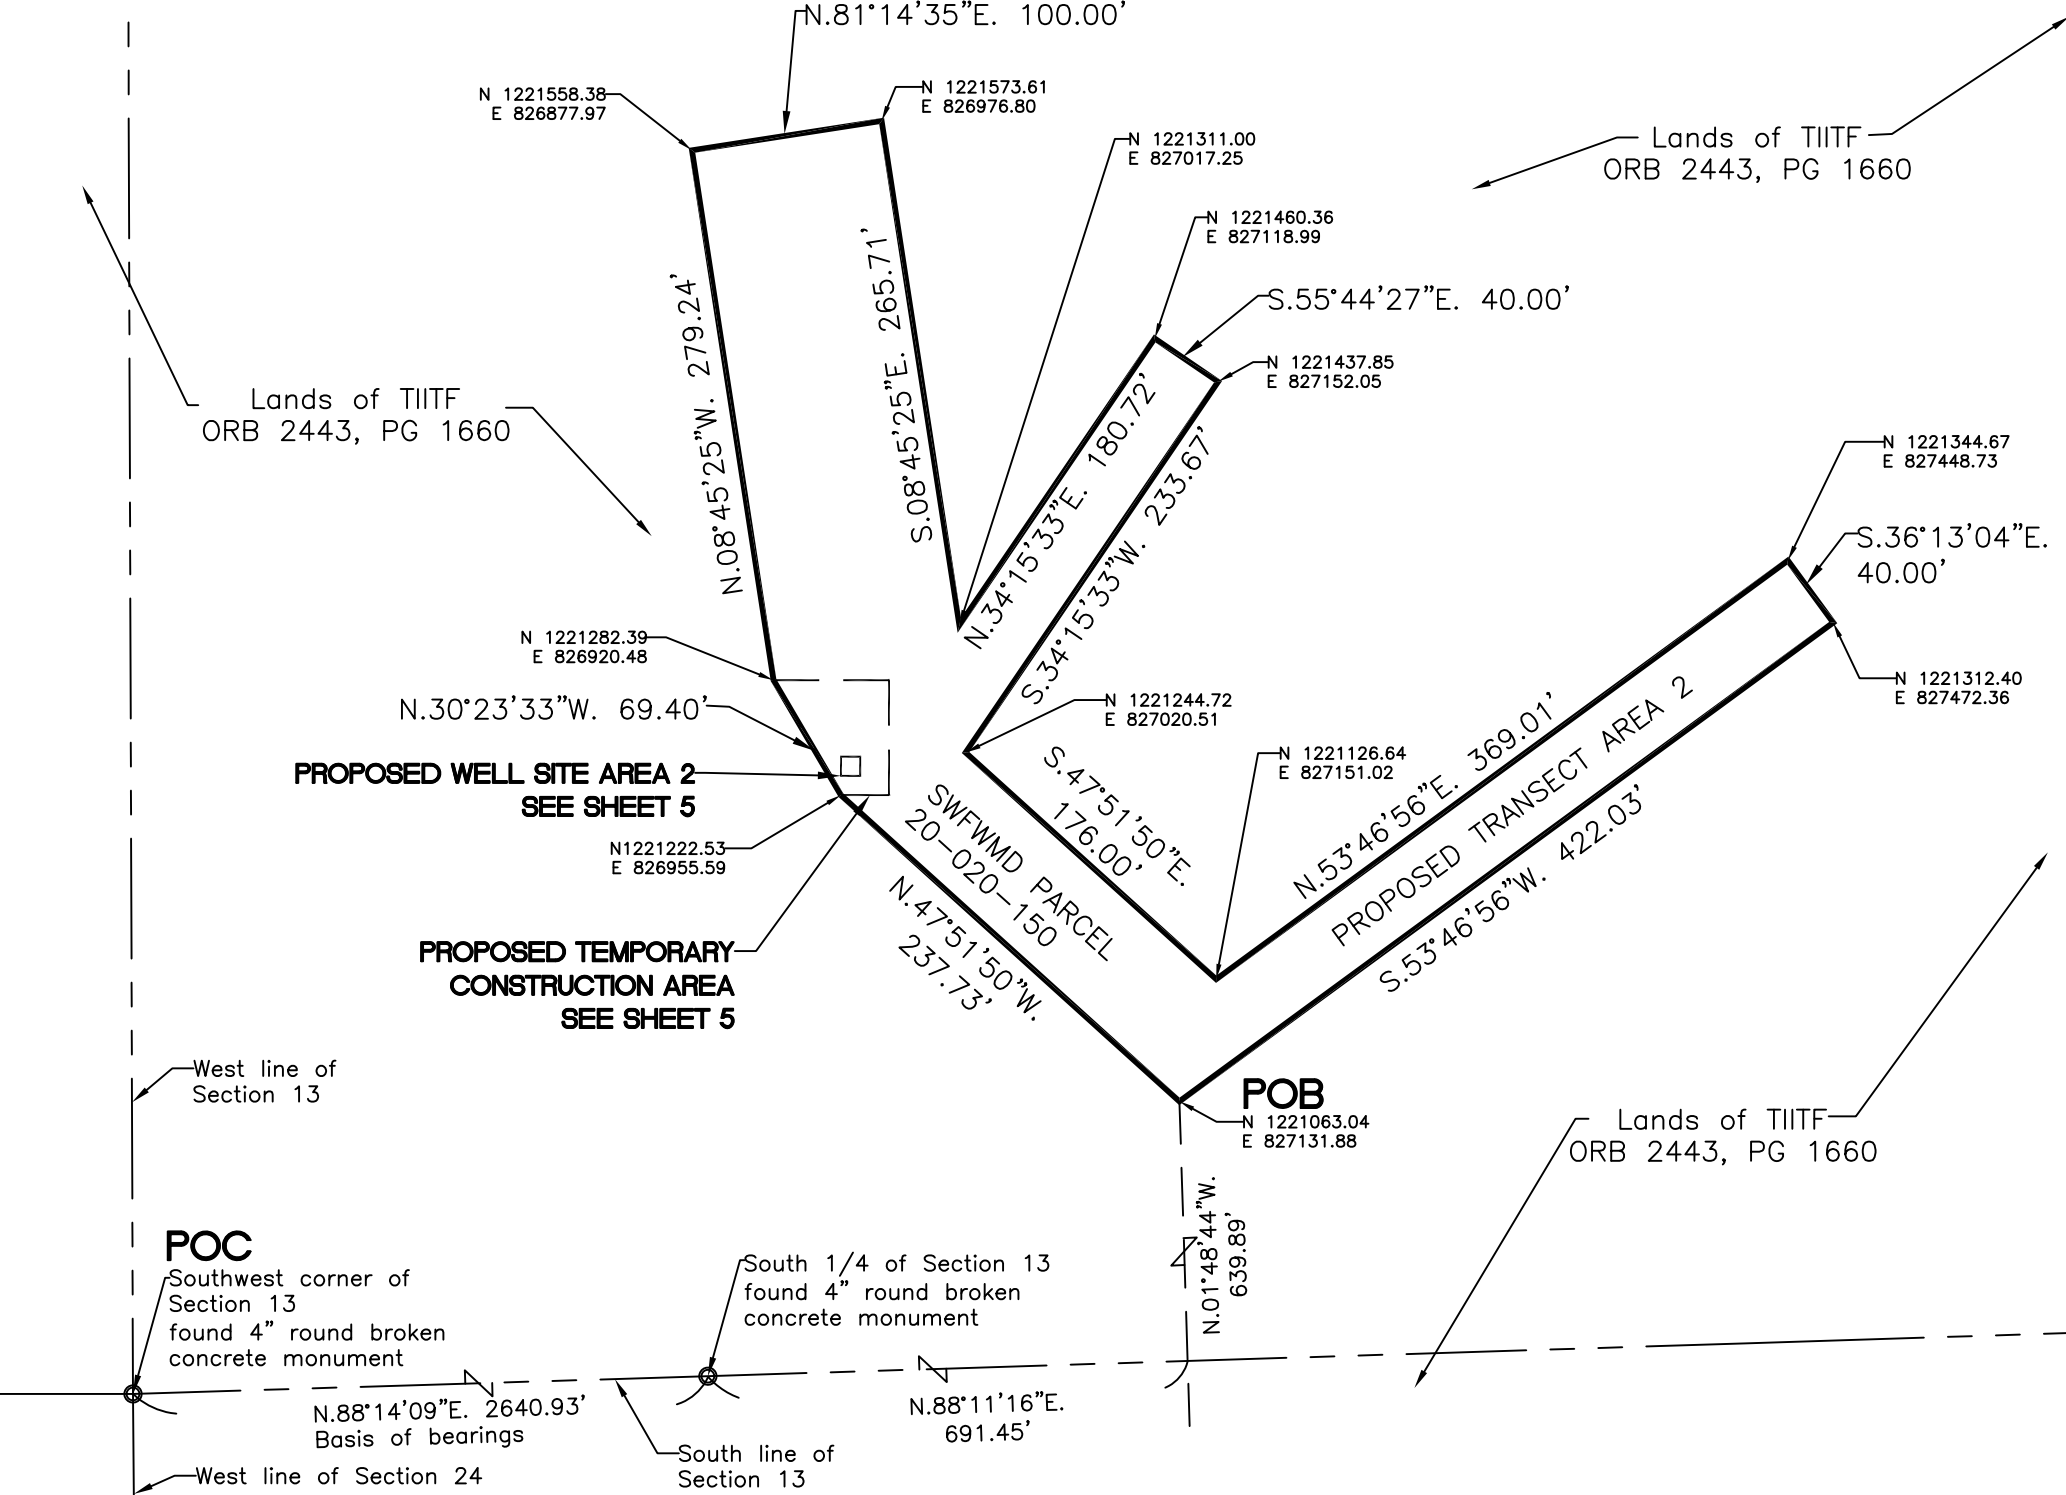 N.81°14'35"E. 100.00'
N 1221558.38
E 826877.97
N 1221573.61
E 826976.80
N 1221311.00
E 827017.25
Lands of TIITF
ORB 2443, PG 1660
N 1221460.36
E 827118.99
S.55°44'27"E. 40.00'
N 1221437.85
E 827152.05
N.08°45'25"W. 279.24'
S.08°45'25"E. 265.71'
N.34°15'33"E. 180.72'
S.34°15'33"W. 233.67'
Lands of TIITF
ORB 2443, PG 1660
N 1221344.67
E 827448.73
S.36°13'04"E.
40.00'
N 1221282.39
E 826920.48
N.30°23'33"W. 69.40'
N 1221244.72
E 827020.51
N 1221312.40
E 827472.36
PROPOSED WELL SITE AREA 2
SEE SHEET 5
N 1221126.64
E 827151.02
S.47°51'50"E.
176.00'
N.53°46'56"E. 369.01'
PROPOSED TRANSECT AREA 2
S.53°46'56"W. 422.03'
N1221222.53
E 826955.59
SWFWMD PARCEL
20-020-150
N.47°51'50"W.
237.73'
PROPOSED TEMPORARY
CONSTRUCTION AREA
SEE SHEET 5
West line of
Section 13
POB
N 1221063.04
E 827131.88
Lands of TIITF
ORB 2443, PG 1660
N.01°48'44"W.
639.89'
POC
Southwest corner of
Section 13
found 4" round broken
concrete monument
South 1/4 of Section 13
found 4" round broken
concrete monument
N.88°14'09"E. 2640.93'
Basis of bearings
N.88°11'16"E.
691.45'
South line of
Section 13
West line of Section 24